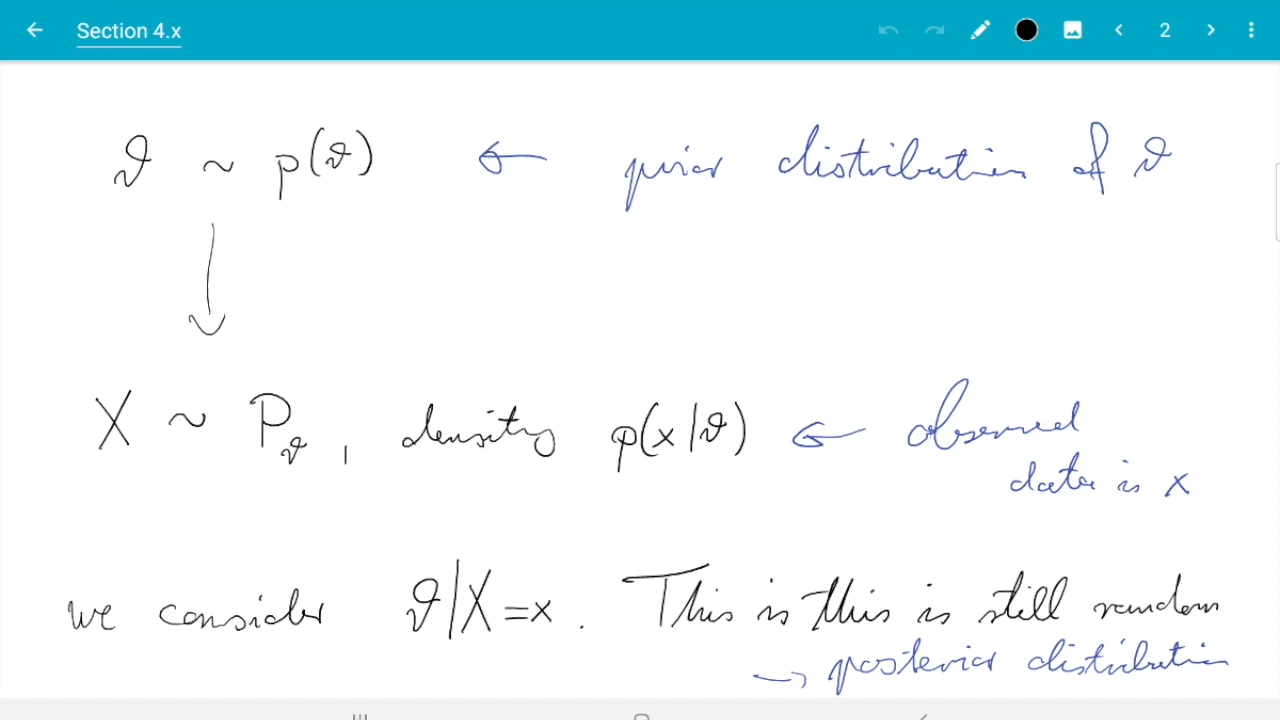 Section 4.x
2
ϑ ~ p(ϑ) ← prior distribution of ϑ
X ~ P_ϑ, density p(x|ϑ) ← observed
data is x
we consider ϑ|X=x. This is this is still random
→ posterior distribution